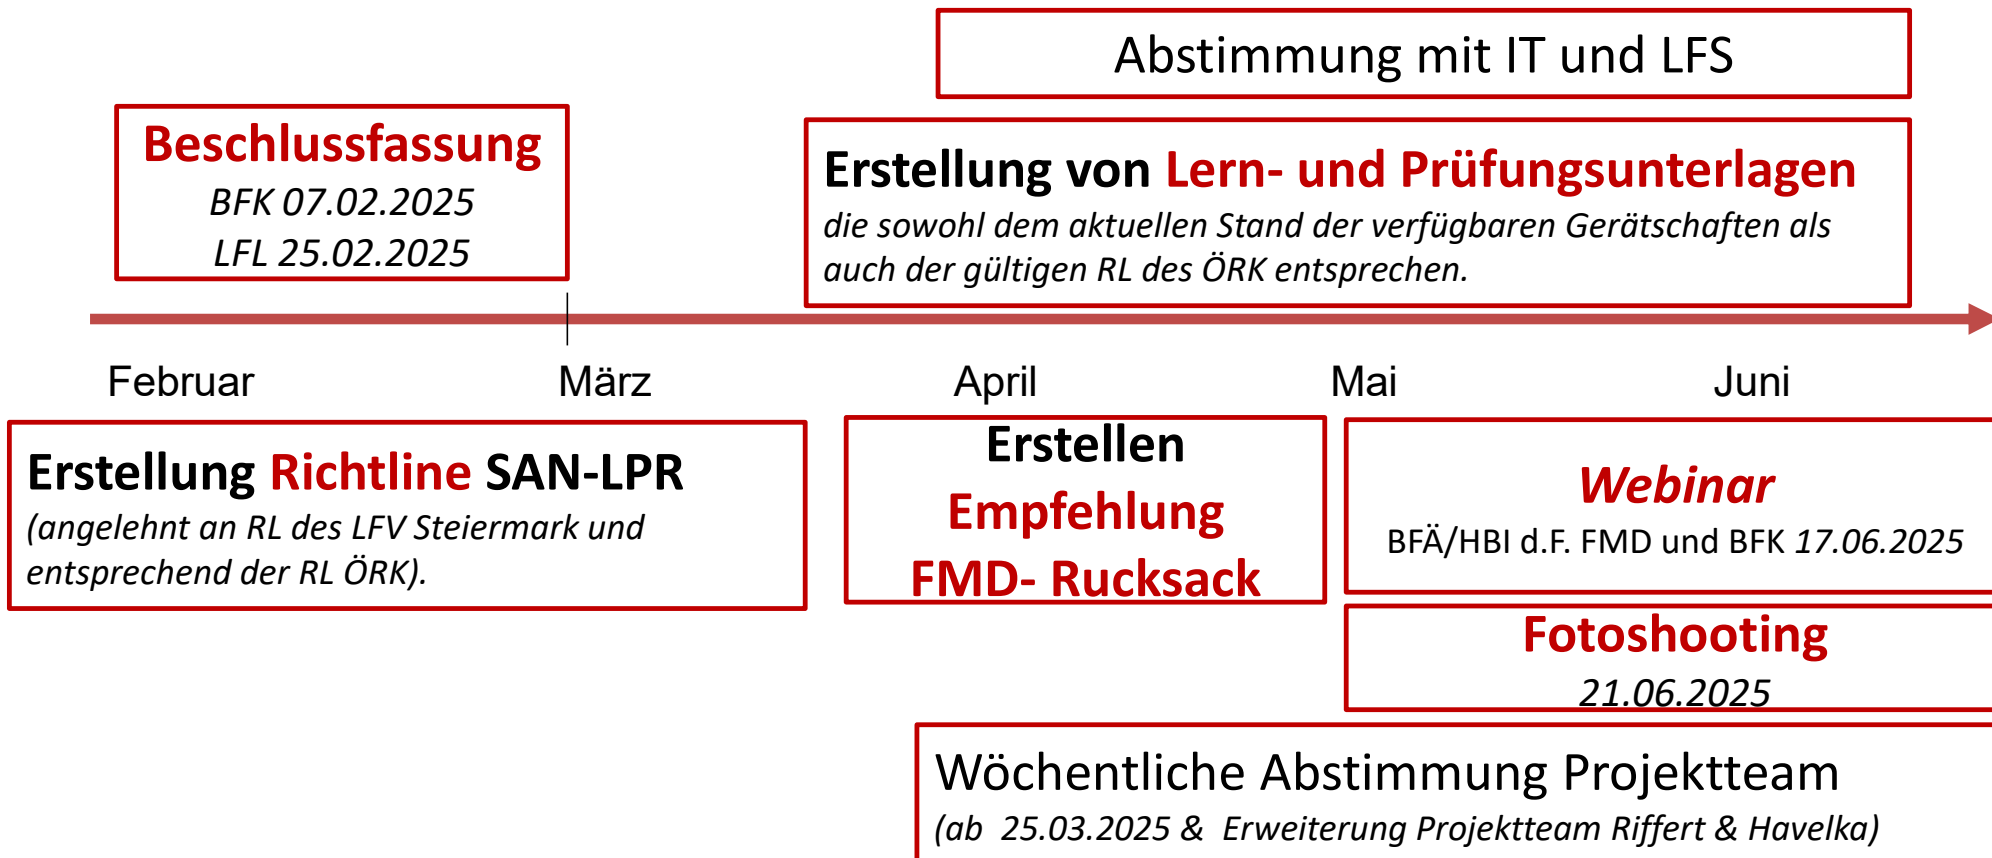 Abstimmung mit IT und LFS
Beschlussfassung
BFK 07.02.2025
LFL 25.02.2025
Erstellung von Lern- und Prüfungsunterlagen
die sowohl dem aktuellen Stand der verfügbaren Gerätschaften als
auch der gültigen RL des ÖRK entsprechen.
Februar März April Mai Juni
Erstellung Richtline SAN-LPR
(angelehnt an RL des LFV Steiermark und
entsprechend der RL ÖRK).
Erstellen
Empfehlung
FMD- Rucksack
Webinar
BFÄ/HBI d.F. FMD und BFK 17.06.2025
Fotoshooting
21.06.2025
Wöchentliche Abstimmung Projektteam
(ab 25.03.2025 & Erweiterung Projektteam Riffert & Havelka)